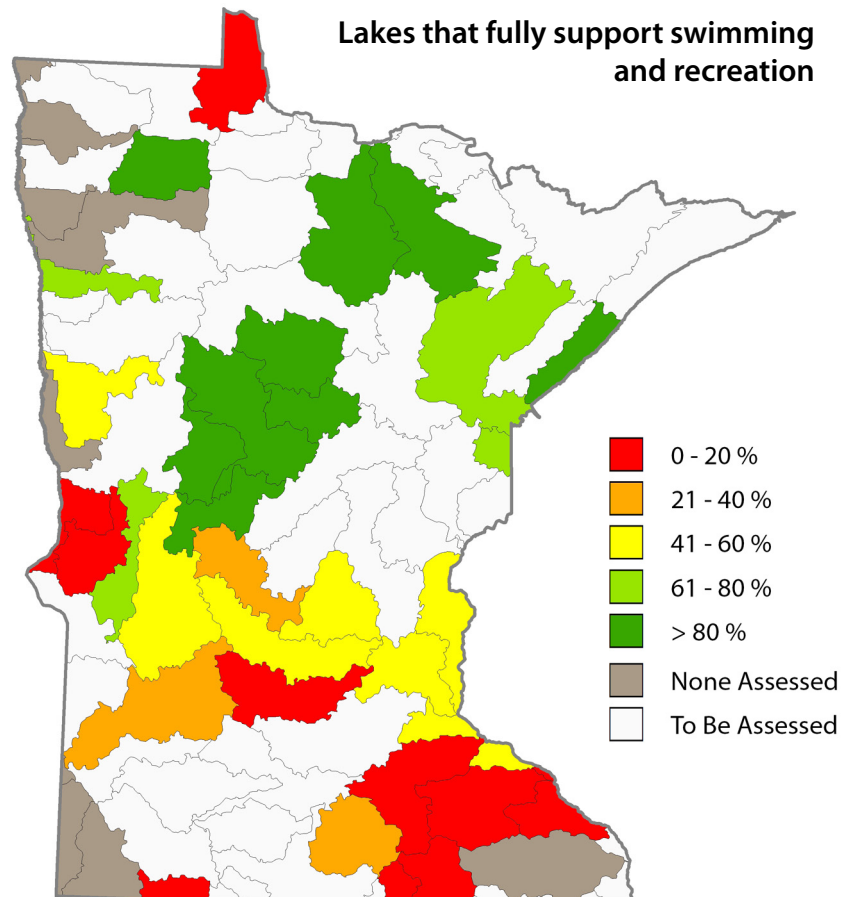 Lakes that fully support swimming
and recreation
0 - 20 %
21 - 40 %
41 - 60 %
61 - 80 %
> 80 %
None Assessed
To Be Assessed